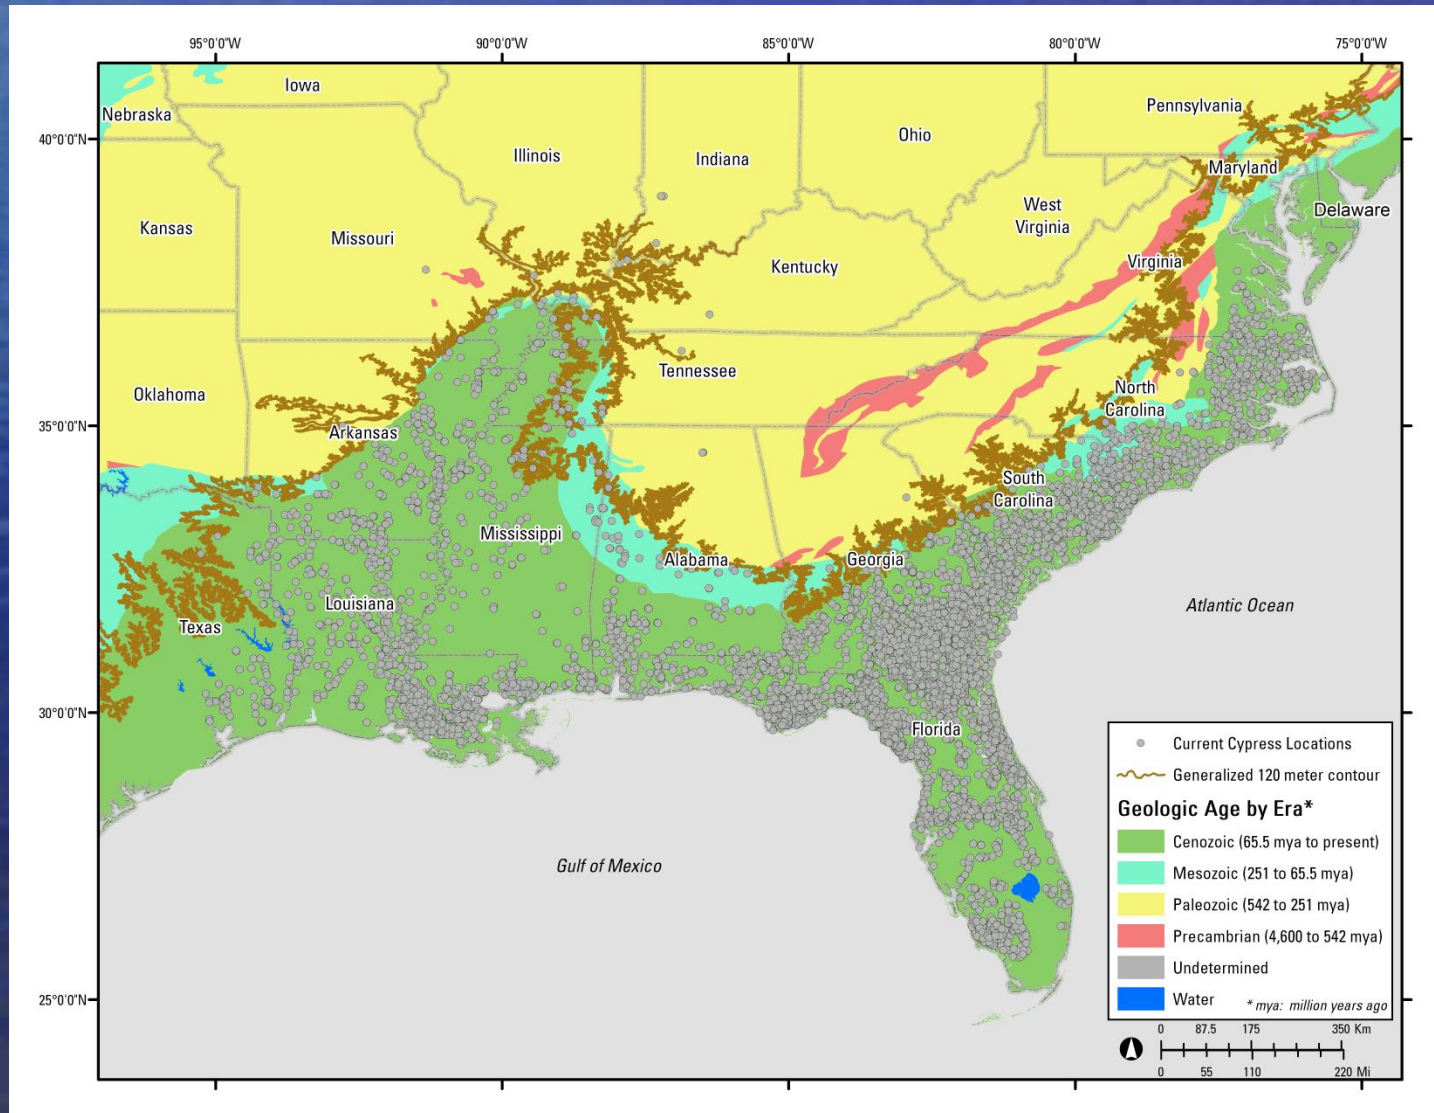 95°0'0"W 90°0'0"W 85°0'0"W 80°0'0"W 75°0'0"W
40°0'0"N
35°0'0"N
30°0'0"N
25°0'0"N
Iowa
Nebraska
Pennsylvania
Ohio
Illinois
Indiana
Maryland
West
Virginia
Delaware
Kansas
Missouri
Kentucky
Virginia
Tennessee
Oklahoma
North
Carolina
Arkansas
South
Carolina
Mississippi
Alabama
Georgia
Louisiana
Texas
Atlantic Ocean
Florida
Gulf of Mexico
Current Cypress Locations
Generalized 120 meter contour
Geologic Age by Era*
Cenozoic (65.5 mya to present)
Mesozoic (251 to 65.5 mya)
Paleozoic (542 to 251 mya)
Precambrian (4,600 to 542 mya)
Undetermined
Water
* mya: million years ago
0 87.5 175 350 Km
0 55 110 220 Mi